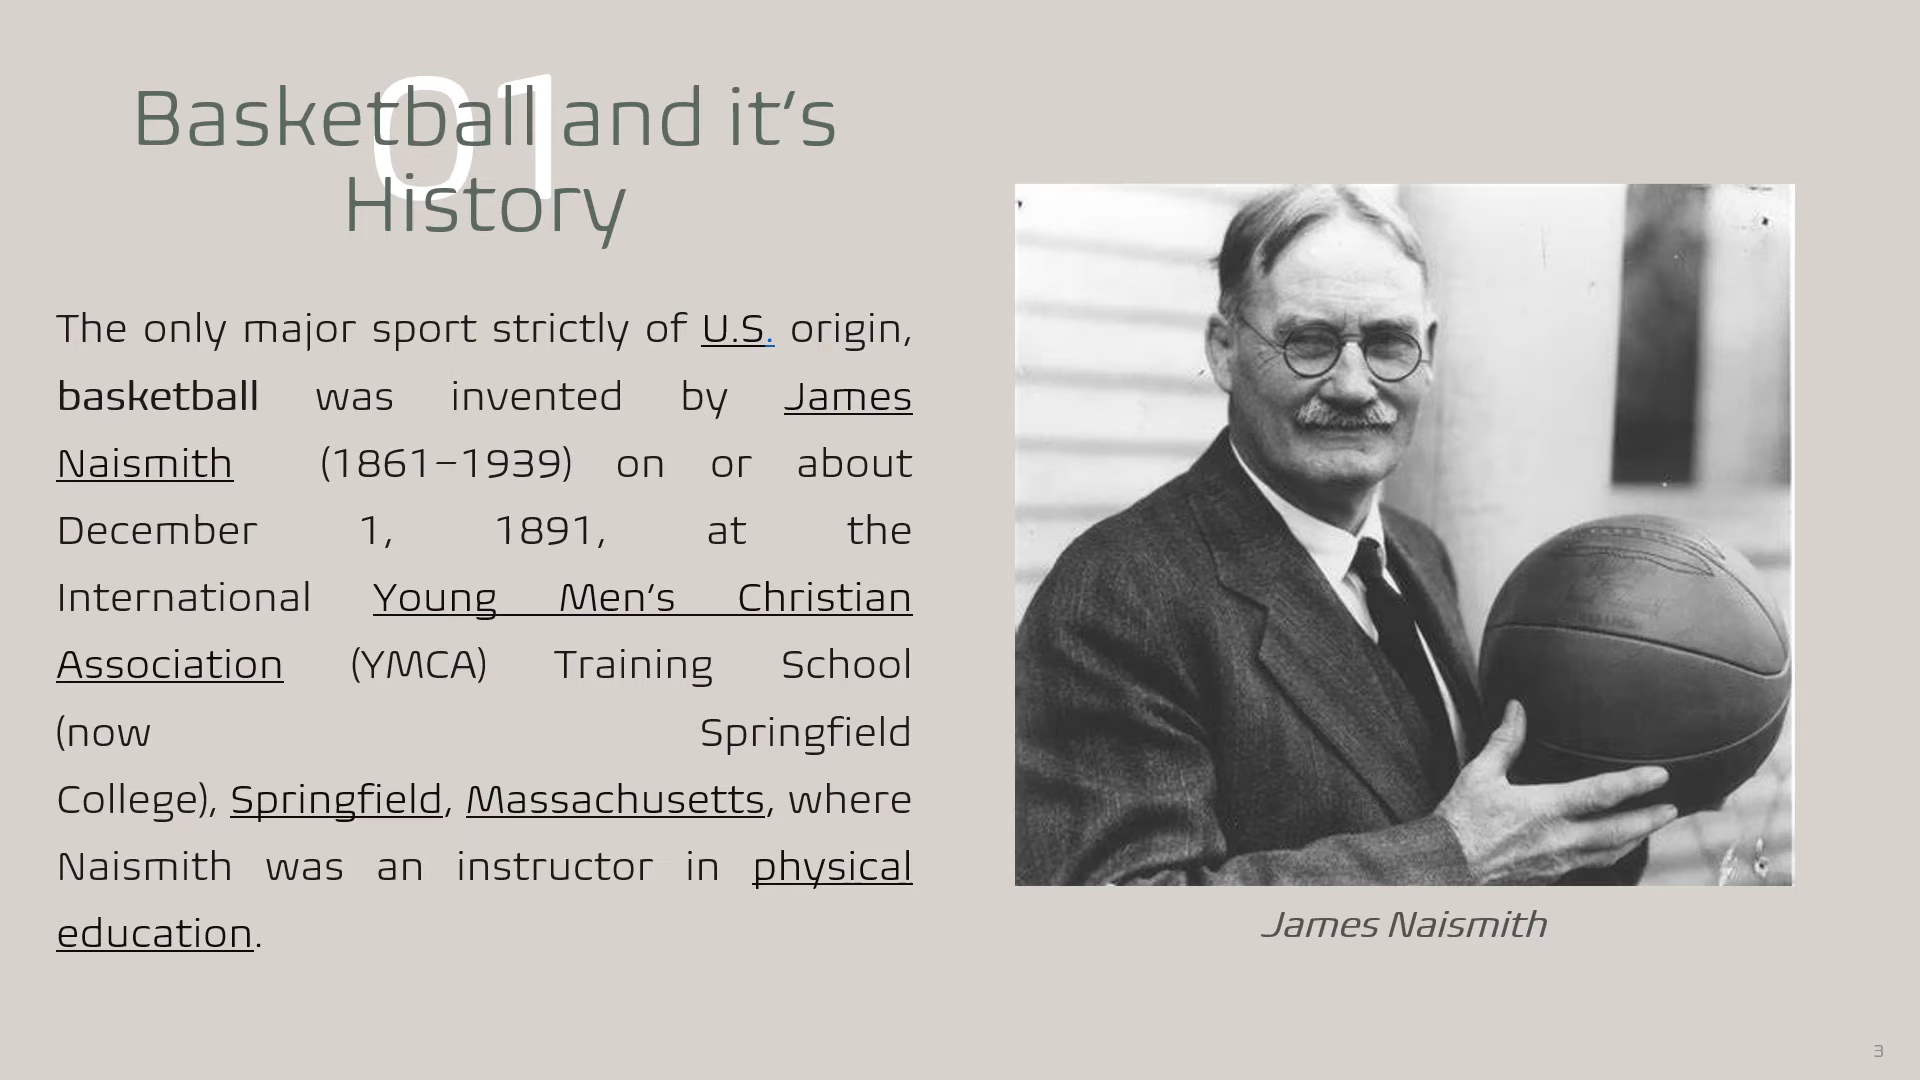 01
Basketball and it’s
History
The only major sport strictly of U.S. origin,
basketball was invented by James
Naismith (1861–1939) on or about
December 1, 1891, at the
International Young Men’s Christian
Association (YMCA) Training School
(now Springfield
College), Springfield, Massachusetts, where
Naismith was an instructor in physical
education.
James Naismith
3